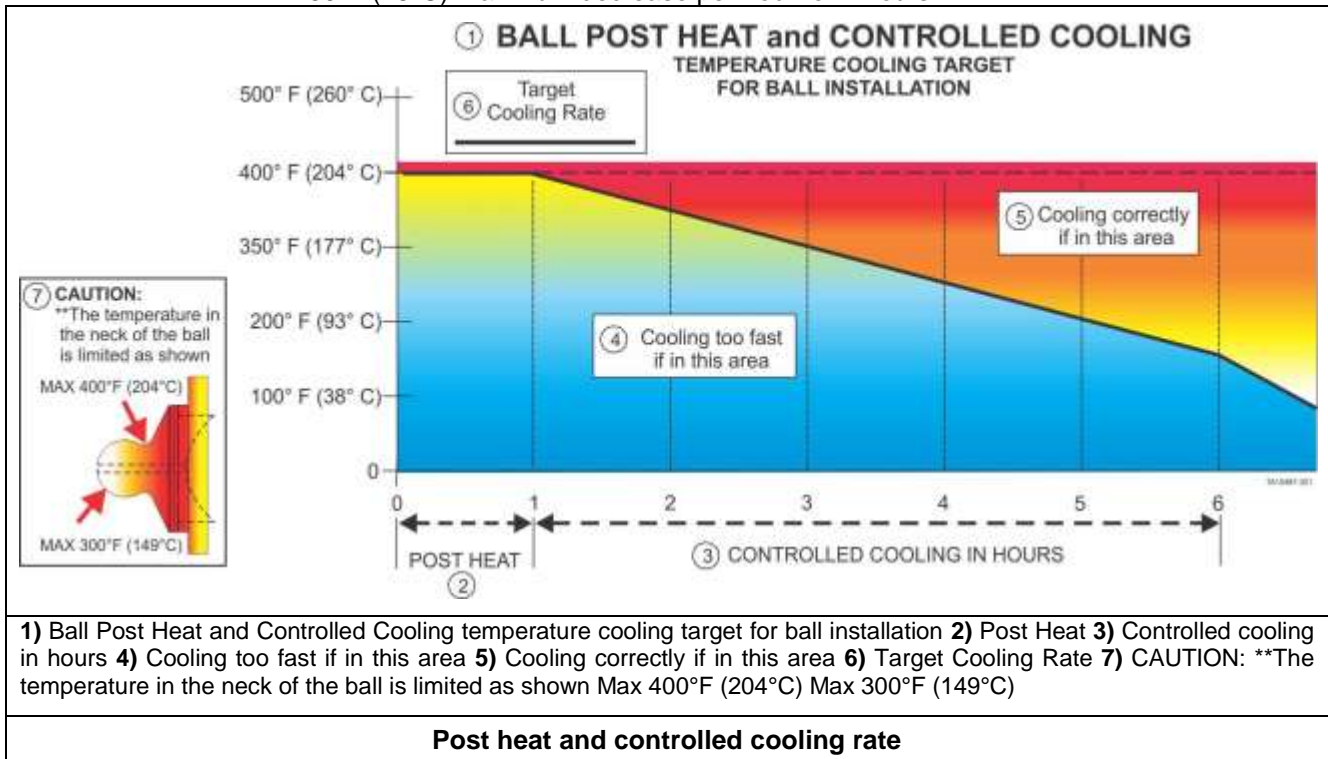 ① BALL POST HEAT and CONTROLLED COOLING
TEMPERATURE COOLING TARGET
FOR BALL INSTALLATION
⑥ Target
Cooling Rate
500° F (260° C)
400° F (204° C)
350° F (177° C)
200° F (93° C)
100° F (38° C)
0
⑤ Cooling correctly
if in this area
④ Cooling too fast
if in this area
⑦ CAUTION:
**The temperature in
the neck of the ball
is limited as shown
MAX 400°F (204°C)
MAX 300°F (149°C)
0 1 2 3 4 5 6
POST HEAT
②
③ CONTROLLED COOLING IN HOURS
1) Ball Post Heat and Controlled Cooling temperature cooling target for ball installation 2) Post Heat 3) Controlled cooling
in hours 4) Cooling too fast if in this area 5) Cooling correctly if in this area 6) Target Cooling Rate 7) CAUTION: **The
temperature in the neck of the ball is limited as shown Max 400°F (204°C) Max 300°F (149°C)
Post heat and controlled cooling rate